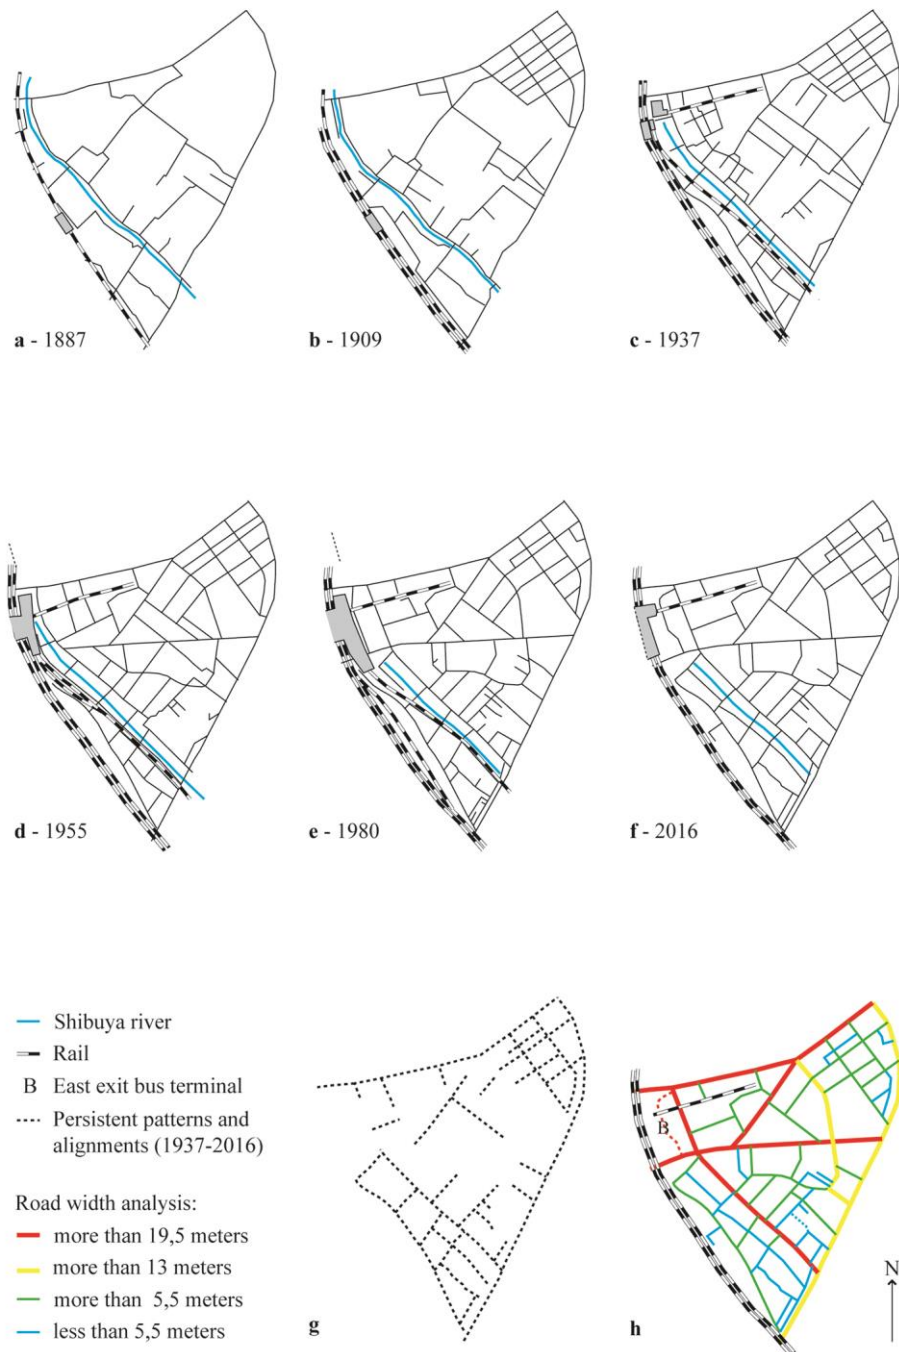 a - 1887
b - 1909
c - 1937
d - 1955
e - 1980
f - 2016
Shibuya river
Rail
B East exit bus terminal
Persistent patterns and
alignments (1937-2016)
Road width analysis:
more than 19,5 meters
more than 13 meters
more than 5,5 meters
less than 5,5 meters
g
B
N
h